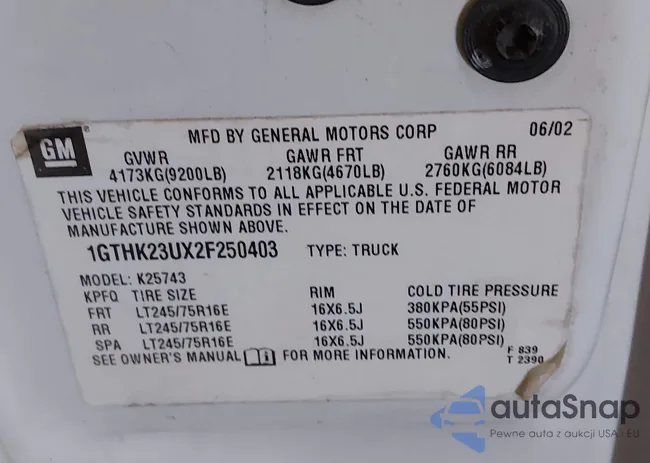 GM
MFD BY GENERAL MOTORS CORP 06/02
GVWR GAWR FRT GAWR RR
4173KG(9200LB) 2118KG(4670LB) 2760KG(6084LB)
THIS VEHICLE CONFORMS TO ALL APPLICABLE U.S. FEDERAL MOTOR
VEHICLE SAFETY STANDARDS IN EFFECT ON THE DATE OF
MANUFACTURE SHOWN ABOVE.
1GTHK23UX2F250403 TYPE: TRUCK
MODEL: K25743
KPFQ TIRE SIZE RIM COLD TIRE PRESSURE
FRT LT245/75R16E 16X6.5J 380KPA(55PSI)
RR LT245/75R16E 16X6.5J 550KPA(80PSI)
SPA LT245/75R16E 16X6.5J 550KPA(80PSI)
SEE OWNER'S MANUAL FOR MORE INFORMATION.
F 839
T 2390
autaSnap
Pewne auta z aukcji USA i EU